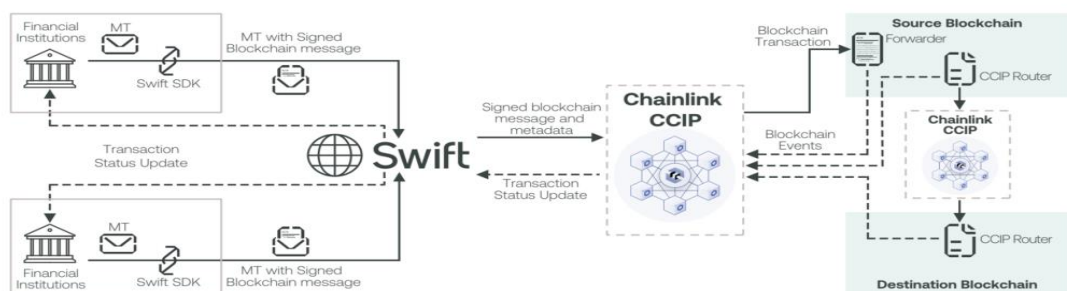 Financial
Institutions
MT
Swift SDK
MT with Signed
Blockchain message
Transaction
Status Update
MT
Swift SDK
MT with Signed
Blockchain message
Financial
Institutions
Swift
Signed blockchain
message and
metadata
Transaction
Status Update
Chainlink
CCIP
Blockchain
Transaction
Blockchain
Events
Source Blockchain
Forwarder
CCIP Router
Chainlink
CCIP
CCIP Router
Destination Blockchain